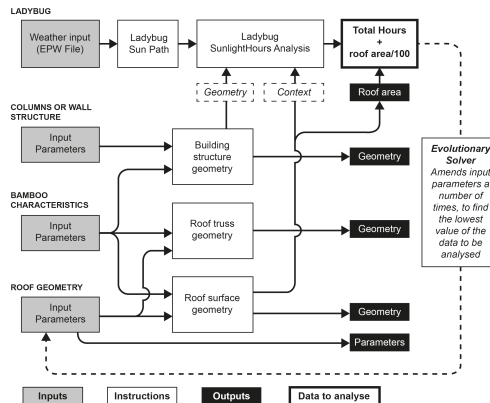 LADYBUG
Weather input
(EPW File)
Ladybug
Sun Path
Ladybug
SunlightHours Analysis
Total Hours
+
roof area/100
Geometry
Context
Roof area
COLUMNS OR WALL
STRUCTURE
Input
Parameters
Building
structure
geometry
Geometry
Evolutionary
Solver
Amends input
parameters a
number of
times, to find
the lowest
value of the
data to be
analysed
BAMBOO
CHARACTERISTICS
Input
Parameters
Roof truss
geometry
Geometry
ROOF GEOMETRY
Input
Parameters
Roof surface
geometry
Geometry
Parameters
Inputs
Instructions
Outputs
Data to analyse